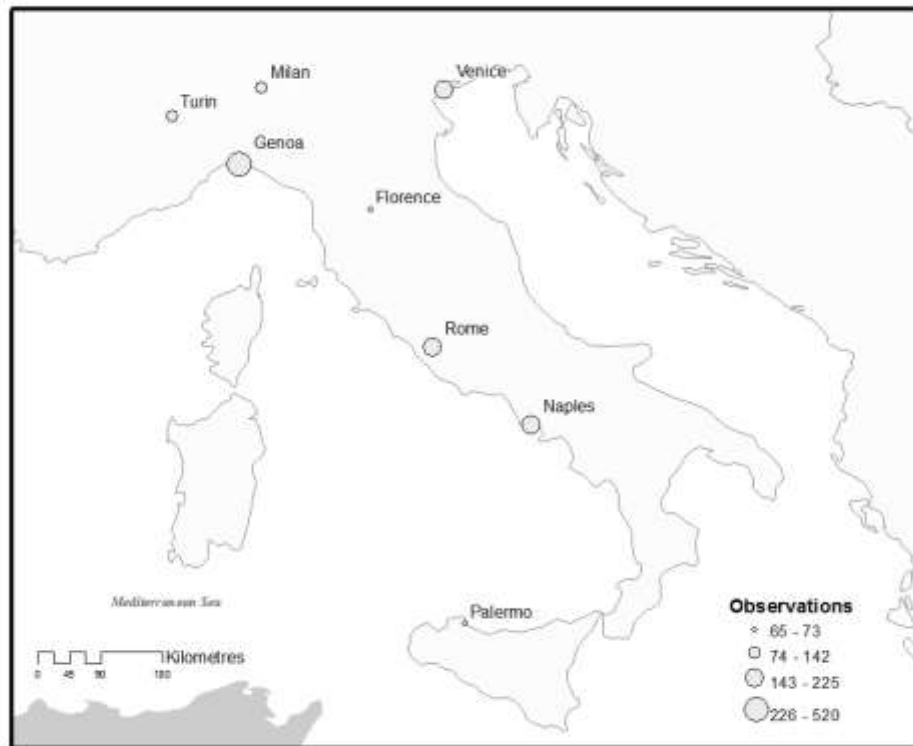 Milan
Venice
Turin
Genoa
Florence
Rome
Naples
Mediterranean Sea
Palermo
Observations
65 - 73
74 - 142
143 - 225
226 - 520
Kilometres
0 45 90 180